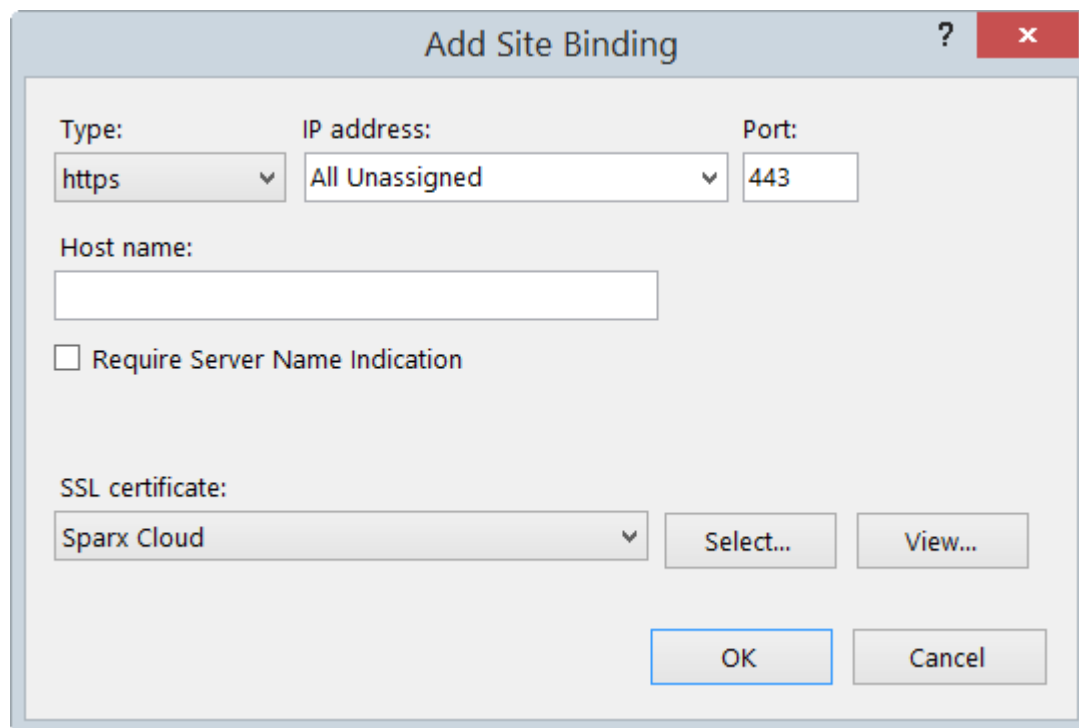 Add Site Binding ?
Type: IP address: Port:
https All Unassigned 443
Host name:
Require Server Name Indication
SSL certificate:
Sparx Cloud Select... View...
OK Cancel